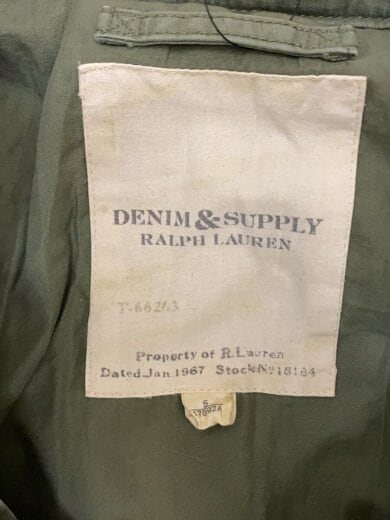 DENIM & SUPPLY
RALPH LAUREN
T-66263
Property of R.Lauren
Dated.Jan.1967 Stock No 18184
S